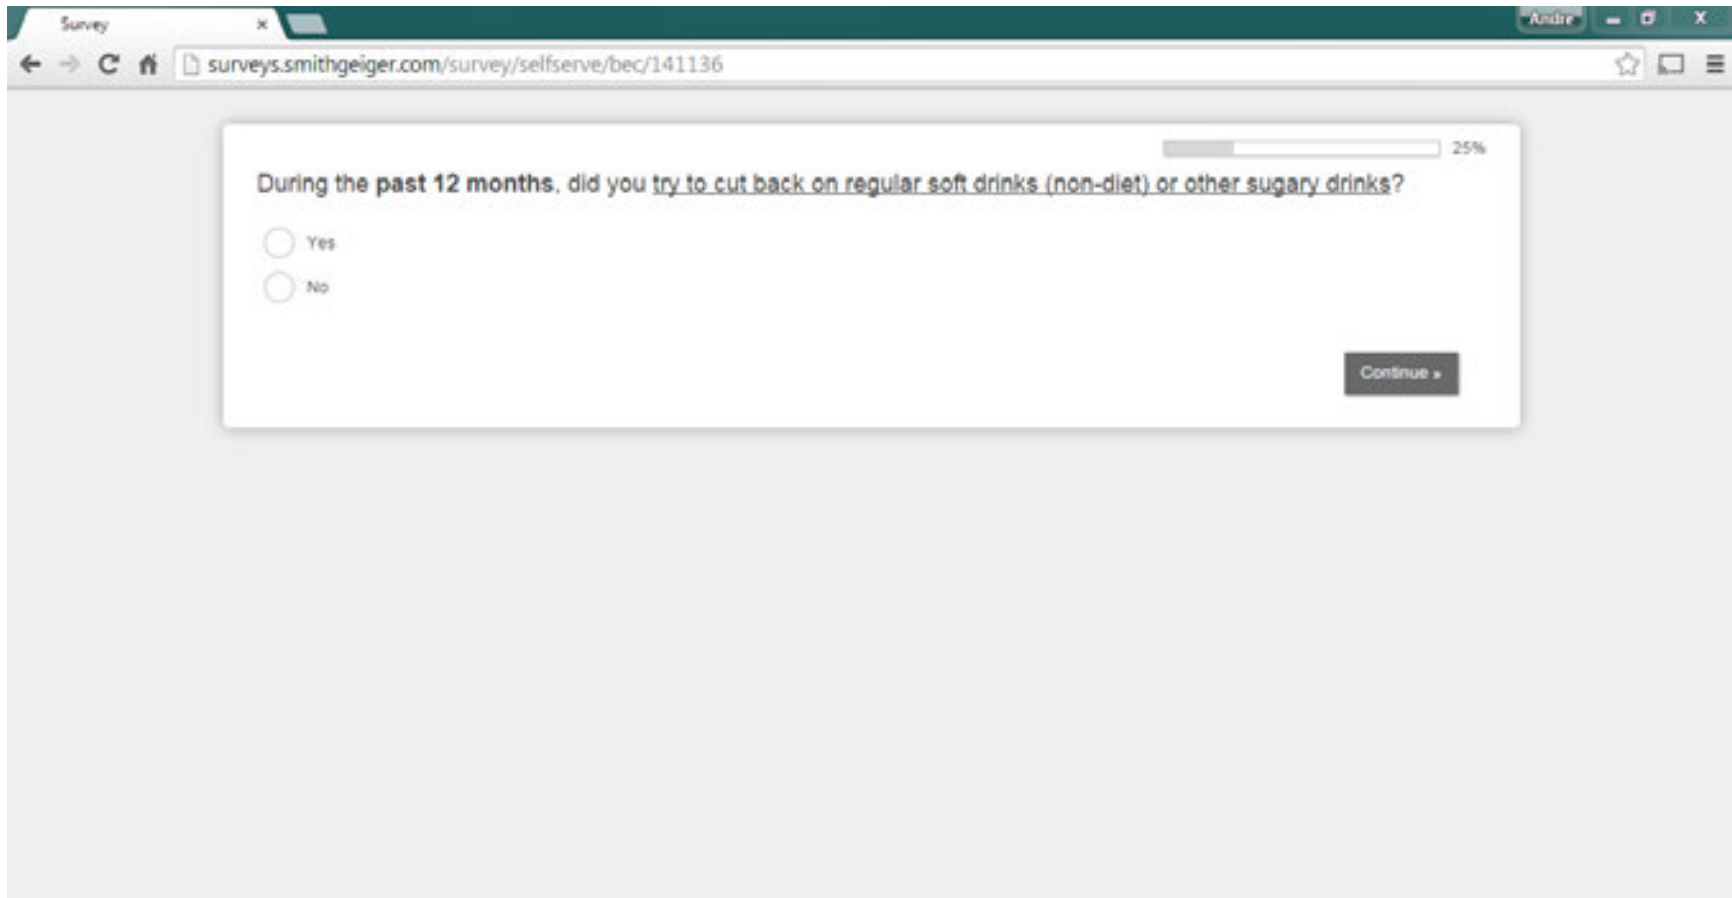 Survey
Andre
surveys.smithgeiger.com/survey/selfserve/bec/141136
25%
During the past 12 months, did you try to cut back on regular soft drinks (non-diet) or other sugary drinks?
Yes
No
Continue »